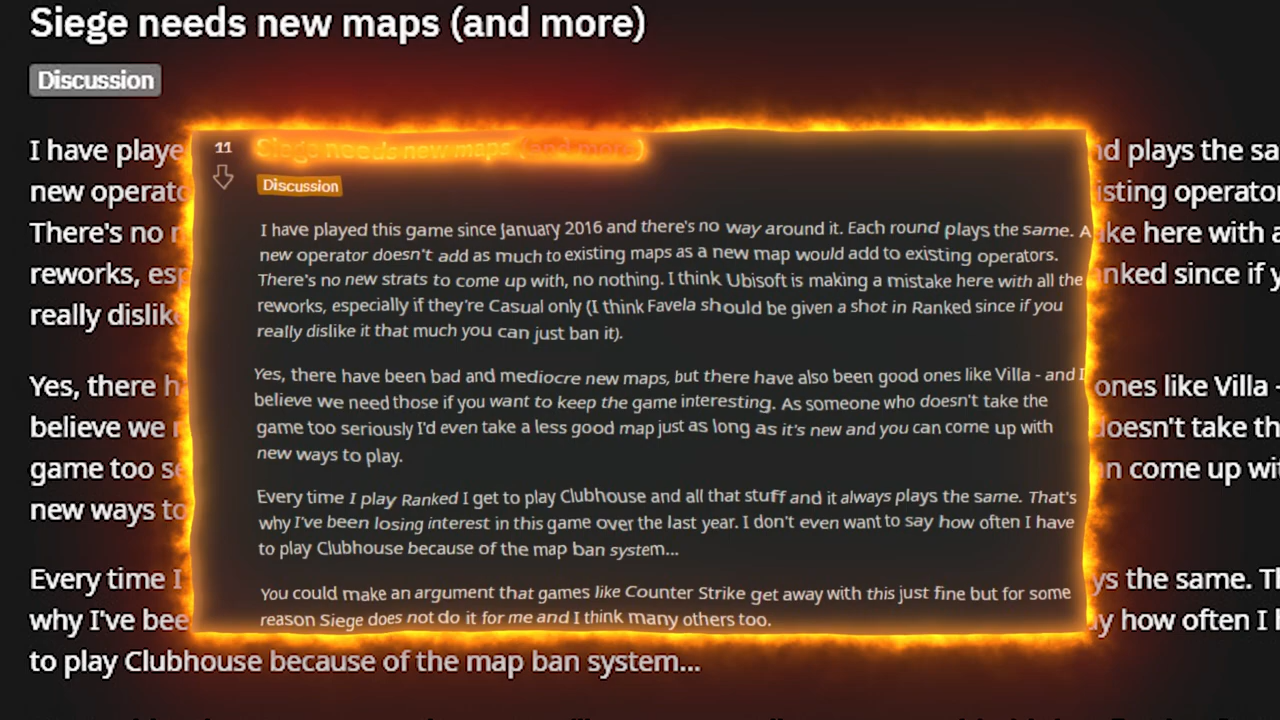 Siege needs new maps (and more)
Discussion
I have playe
nd plays the sa
new operato
isting operator
There's no
ke here with a
reworks, esp
anked since if y
really dislik
Yes, there h
ones like Villa -
believe we
doesn't take th
game too se
n come up wit
new ways to
Every time I
ys the same. Th
why I've bee
y how often I h
to play Clubhouse because of the map ban system...
11
Siege needs new maps (and more)
Discussion
I have played this game since January 2016 and there's no way around it. Each round plays the same. A
new operator doesn't add as much to existing maps as a new map would add to existing operators.
There's no new strats to come up with, no nothing. I think Ubisoft is making a mistake here with all the
reworks, especially if they're Casual only (I think Favela should be given a shot in Ranked since if you
really dislike it that much you can just ban it).
Yes, there have been bad and mediocre new maps, but there have also been good ones like Villa - and I
believe we need those if you want to keep the game interesting. As someone who doesn't take the
game too seriously I'd even take a less good map just as long as it's new and you can come up with
new ways to play.
Every time I play Ranked I get to play Clubhouse and all that stuff and it always plays the same. That's
why I've been losing interest in this game over the last year. I don't even want to say how often I have
to play Clubhouse because of the map ban system...
You could make an argument that games like Counter Strike get away with this just fine but for some
reason Siege does not do it for me and I think many others too.